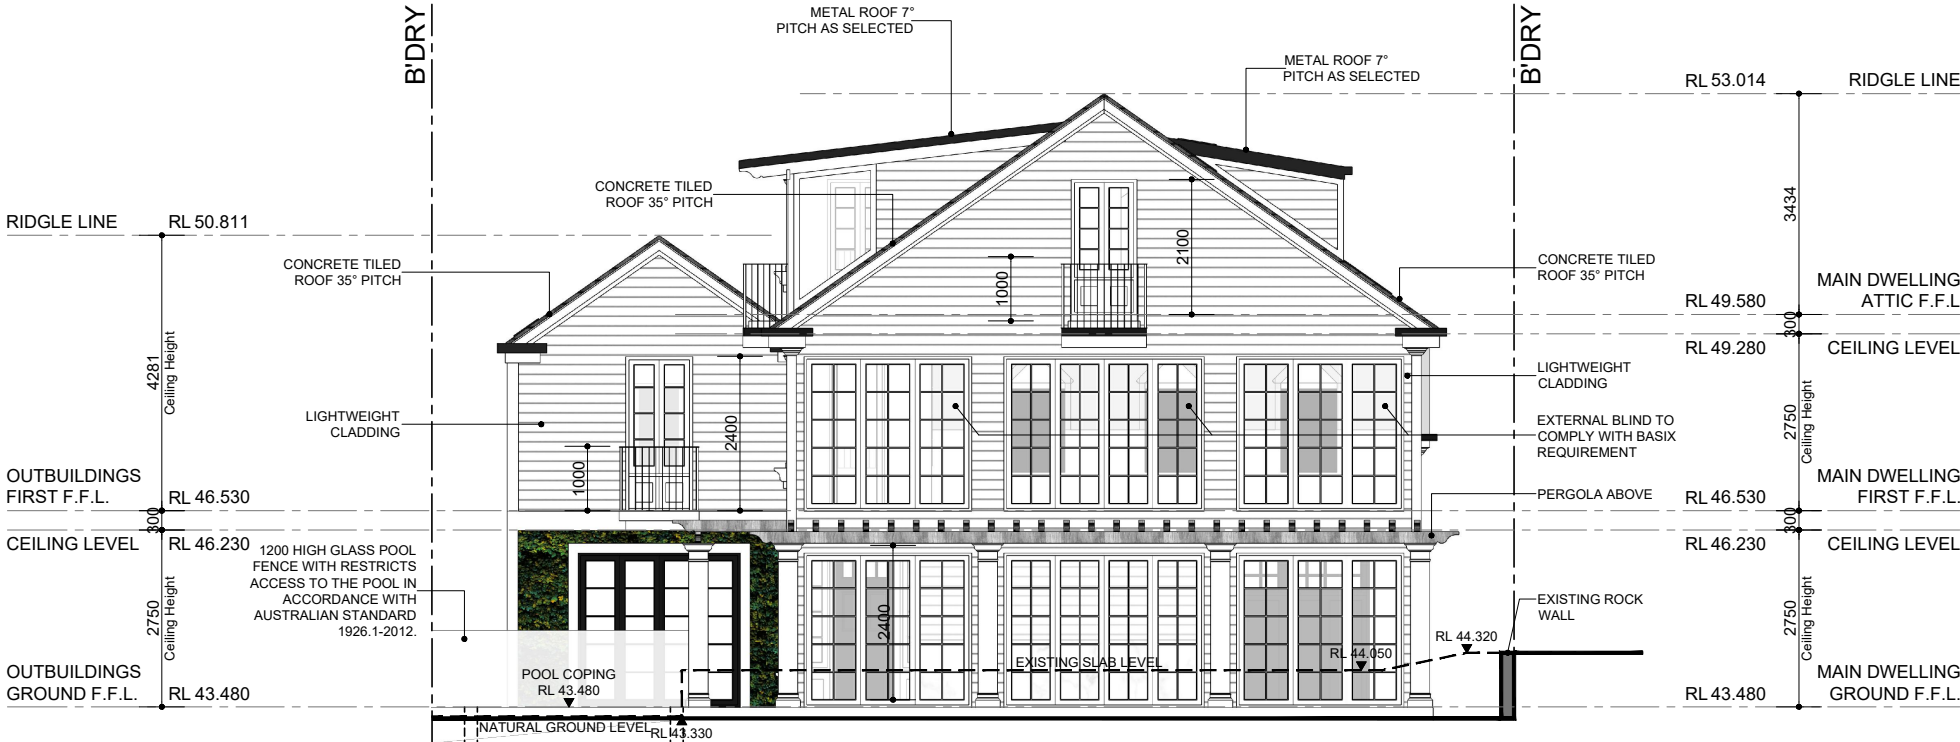 B'DRY
METAL ROOF 7°
PITCH AS SELECTED
METAL ROOF 7°
PITCH AS SELECTED
B'DRY
RL 53.014
RIDGLE LINE
3434
CONCRETE TILED
ROOF 35° PITCH
RIDGLE LINE
RL 50.811
CONCRETE TILED
ROOF 35° PITCH
2100
1000
CONCRETE TILED
ROOF 35° PITCH
MAIN DWELLING
ATTIC F.F.L
RL 49.580
300
RL 49.280
CEILING LEVEL
4281
Ceiling Height
LIGHTWEIGHT
CLADDING
LIGHTWEIGHT
CLADDING
2400
1000
EXTERNAL BLIND TO
COMPLY WITH BASIX
REQUIREMENT
2750
Ceiling Height
OUTBUILDINGS
FIRST F.F.L.
RL 46.530
PERGOLA ABOVE
RL 46.530
MAIN DWELLING
FIRST F.F.L.
300
300
CEILING LEVEL
RL 46.230
RL 46.230
CEILING LEVEL
1200 HIGH GLASS POOL
FENCE WITH RESTRICTS
ACCESS TO THE POOL IN
ACCORDANCE WITH
AUSTRALIAN STANDARD
1926.1-2012.
2750
Ceiling Height
2400
EXISTING ROCK
WALL
2750
Ceiling Height
RL 44.320
RL 44.050
EXISTING SLAB LEVEL
OUTBUILDINGS
GROUND F.F.L.
RL 43.480
POOL COPING
RL 43.480
RL 43.480
MAIN DWELLING
GROUND F.F.L.
NATURAL GROUND LEVEL
RL 43.330